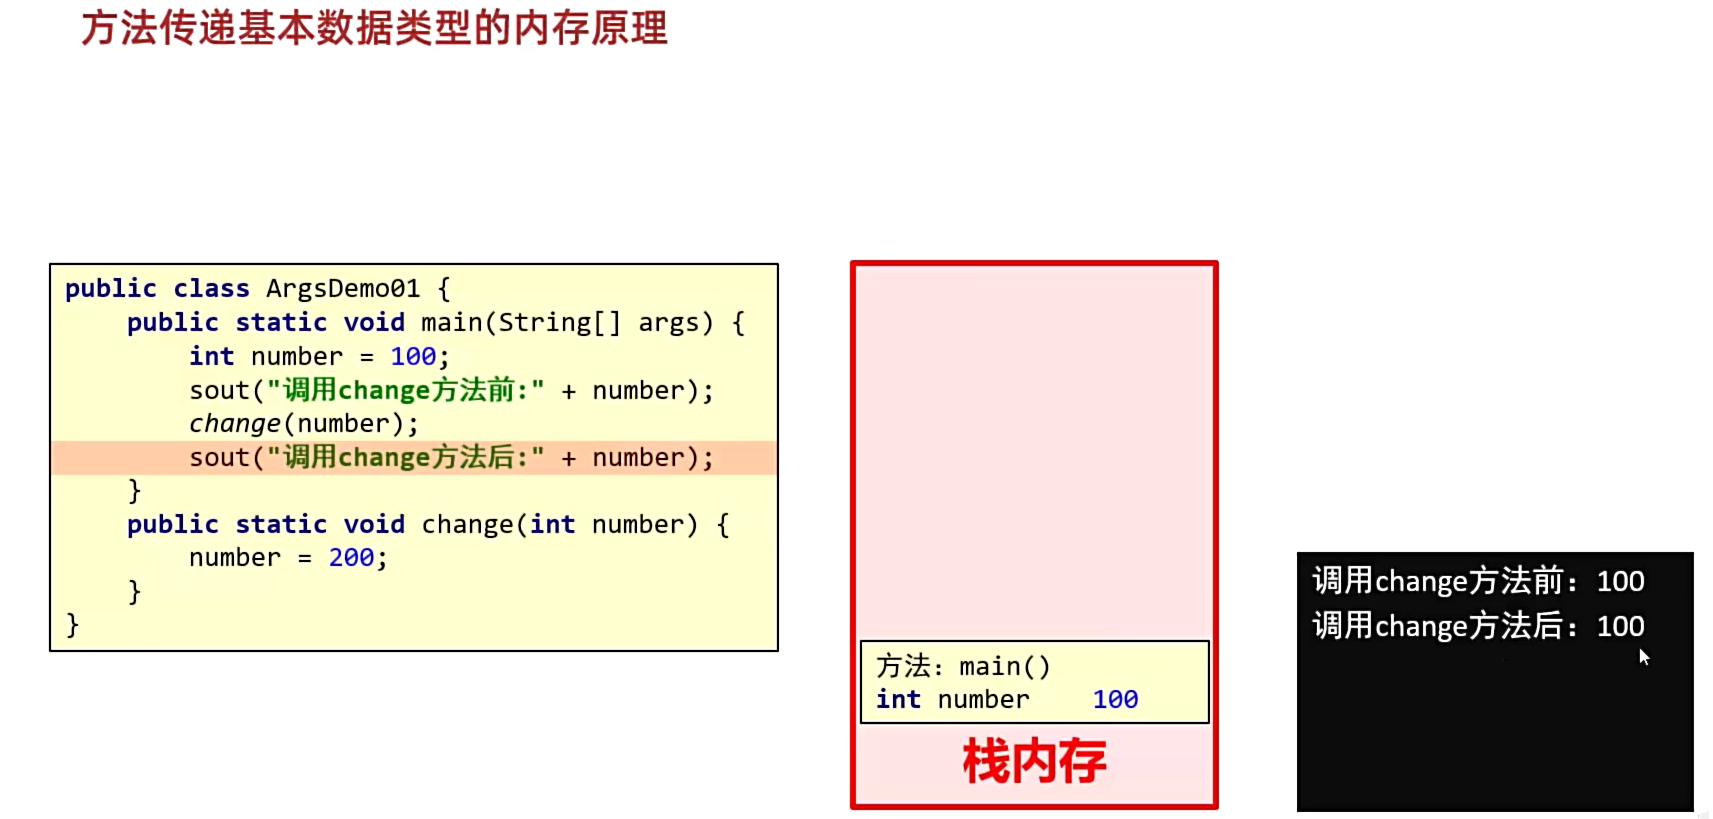 方法传递基本数据类型的内存原理
public class ArgsDemo01 {
public static void main(String[] args) {
int number = 100;
sout("调用change方法前:" + number);
change(number);
sout("调用change方法后:" + number);
}
public static void change(int number) {
number = 200;
}
}
方法：main()
int number 100
栈内存
调用change方法前：100
调用change方法后：100